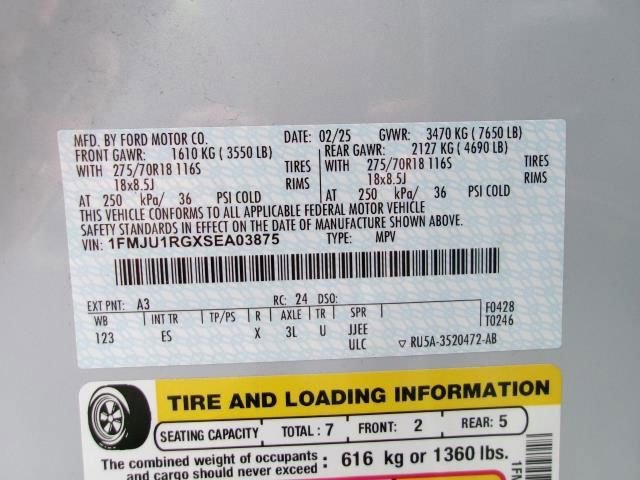 MFD. BY FORD MOTOR CO. DATE: 02/25 GVWR: 3470 KG ( 7650 LB)
FRONT GAWR: 1610 KG ( 3550 LB) REAR GAWR: 2127 KG ( 4690 LB)
WITH 275/70R18 116S TIRES WITH 275/70R18 116S TIRES
18x8.5J RIMS 18x8.5J RIMS
AT 250 kPa/ 36 PSI COLD AT 250 kPa/ 36 PSI COLD
THIS VEHICLE CONFORMS TO ALL APPLICABLE FEDERAL MOTOR VEHICLE
SAFETY STANDARDS IN EFFECT ON THE DATE OF MANUFACTURE SHOWN ABOVE.
VIN: 1FMJU1RGXSEA03875 TYPE: MPV
EXT PNT: A3 RC: 24 DSO:
WB INT TR TP/PS R AXLE TR SPR F0428
123 ES X 3L U JJEE T0246
ULC ▽ RU5A-3520472-AB
TIRE AND LOADING INFORMATION
SEATING CAPACITY TOTAL : 7 FRONT: 2 REAR: 5
The combined weight of occupants
and cargo should never exceed : 616 kg or 1360 lbs.
1FM